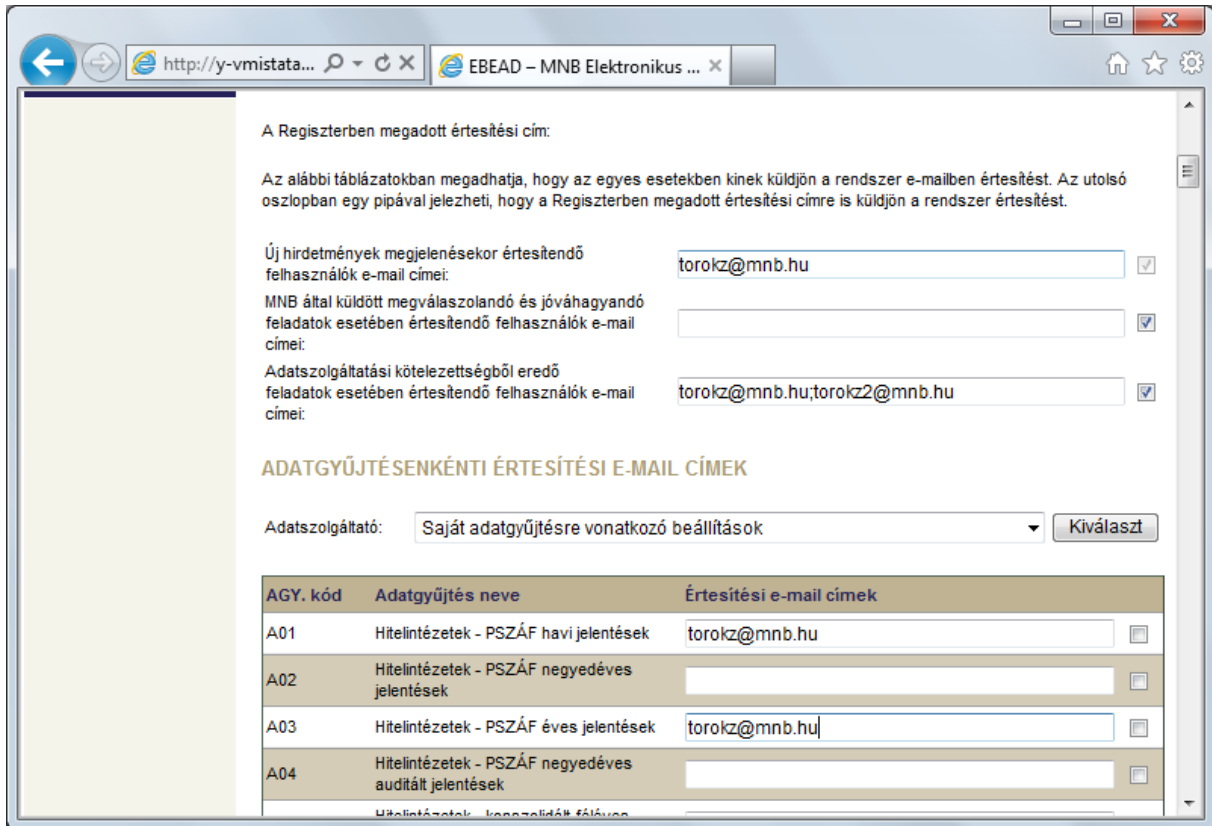 http://y-vmistata...
EBEAD – MNB Elektronikus ...
A Regiszterben megadott értesítési cím:
Az alábbi táblázatokban megadhatja, hogy az egyes esetekben kinek küldjön a rendszer e-mailben értesítést. Az utolsó
oszlopban egy pipával jelezheti, hogy a Regiszterben megadott értesítési címre is küldjön a rendszer értesítést.
Új hirdetmények megjelenésekor értesítendő
felhasználók e-mail címei:
torokz@mnb.hu
MNB által küldött megválaszolandó és jóváhagyandó
feladatok esetében értesítendő felhasználók e-mail
címei:
Adatszolgáltatási kötelezettségből eredő
feladatok esetében értesítendő felhasználók e-mail
címei:
torokz@mnb.hu;torokz2@mnb.hu
ADATGYŰJTÉSENKÉNTI ÉRTESÍTÉSI E-MAIL CÍMEK
Adatszolgáltató: Saját adatgyűjtésre vonatkozó beállítások Kiválaszt
AGY. kód Adatgyűjtés neve Értesítési e-mail címek
A01 Hitelintézetek - PSZÁF havi jelentések torokz@mnb.hu
A02 Hitelintézetek - PSZÁF negyedéves
jelentések
A03 Hitelintézetek - PSZÁF éves jelentések torokz@mnb.hu
A04 Hitelintézetek - PSZÁF negyedéves
auditált jelentések
Hitelintézetek - konszolidált féléves